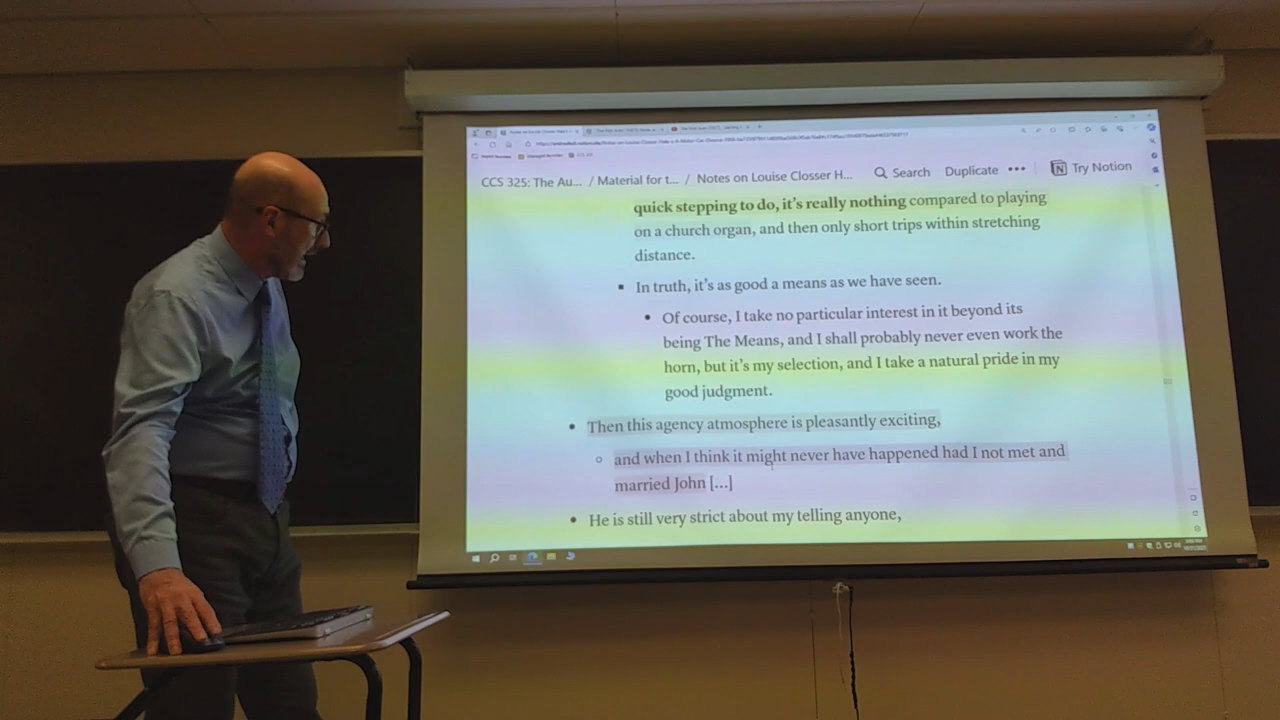 CCS 325: The Au... / Material for t... / Notes on Louise Closser H... Search Duplicate ••• Try Notion
quick stepping to do, it's really nothing compared to playing
on a church organ, and then only short trips within stretching
distance.
In truth, it's as good a means as we have seen.
Of course, I take no particular interest in it beyond its
being The Means, and I shall probably never even work the
horn, but it's my selection, and I take a natural pride in my
good judgment.
Then this agency atmosphere is pleasantly exciting,
and when I think it might never have happened had I not met and
married John [...]
He is still very strict about my telling anyone,